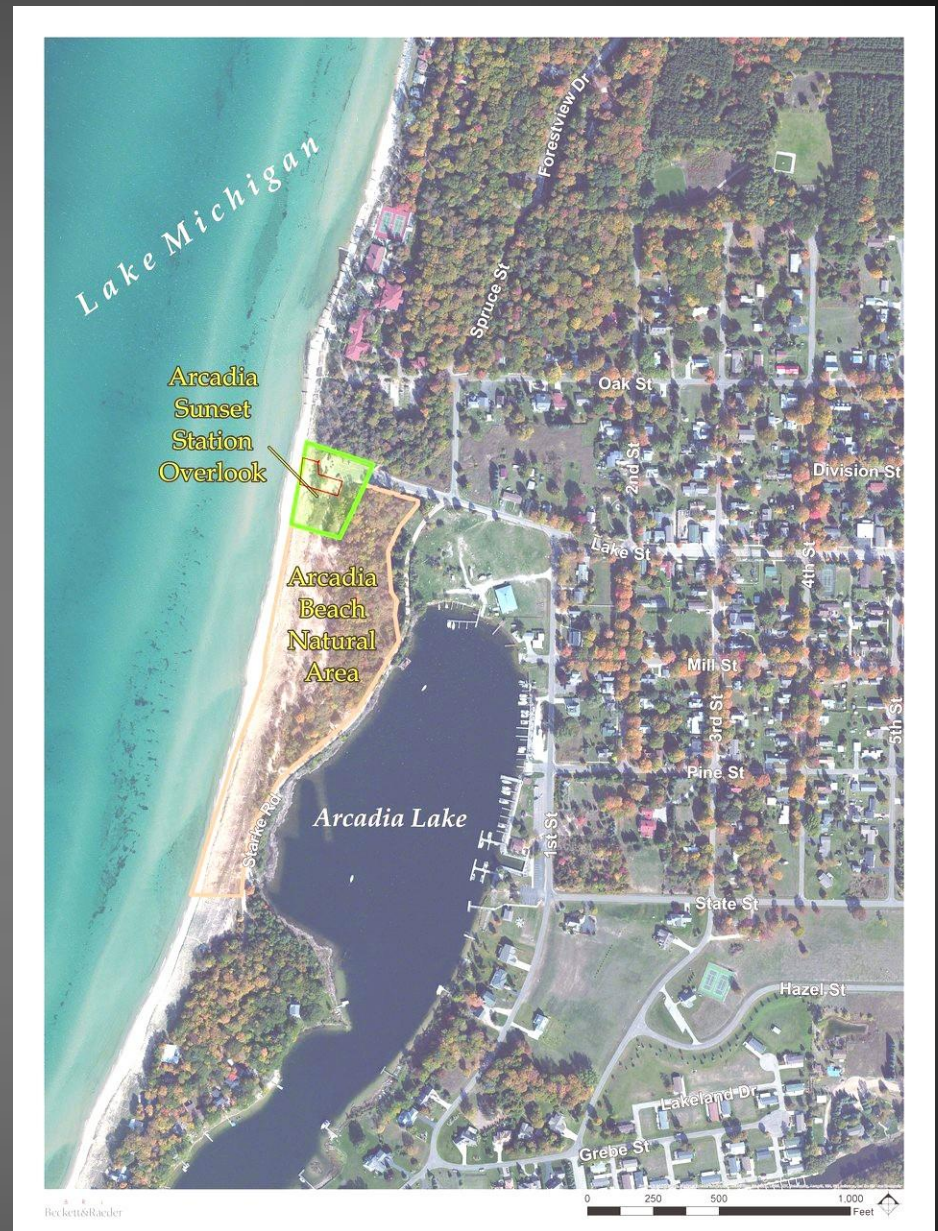 Forestview Dr
Lake Michigan
Spruce St
Arcadia
Sunset
Station
Overlook
Oak St
2nd St
Division St
Lake St
4th St
Arcadia
Beach
Natural
Area
Mill St
3rd St
5th St
Pine St
Starke Rd
Arcadia Lake
1st St
State St
Hazel St
Lakeland Dr
Grebe St
Beckett&Raeder
0 250 500 1,000
Feet